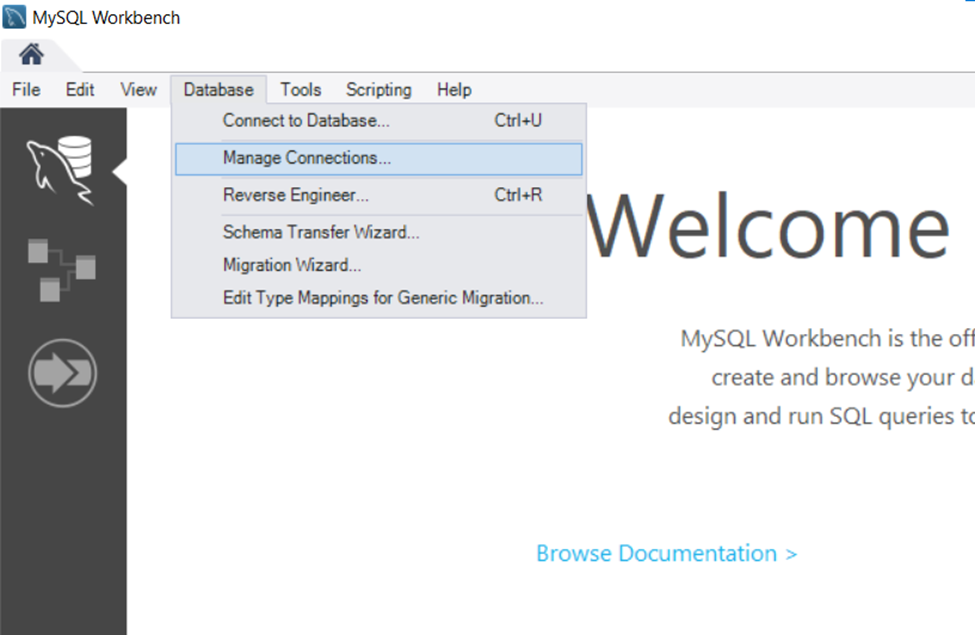 MySQL Workbench
File Edit View Database Tools Scripting Help
Connect to Database... Ctrl+U
Manage Connections...
Reverse Engineer... Ctrl+R
Schema Transfer Wizard...
Migration Wizard...
Edit Type Mappings for Generic Migration...
Welcome
MySQL Workbench is the off
create and browse your d
design and run SQL queries to
Browse Documentation >